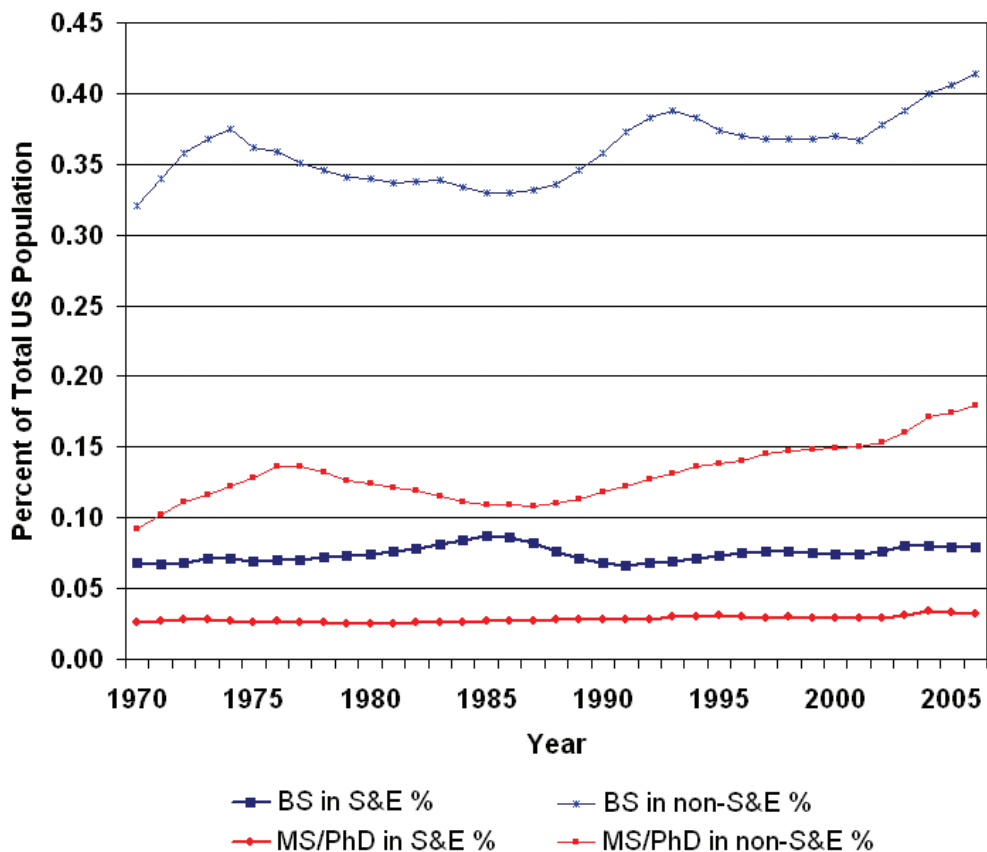 0.45
0.40
0.35
0.30
0.25
0.20
0.15
0.10
0.05
0.00
Percent of Total US Population
1970 1975 1980 1985 1990 1995 2000 2005
Year
BS in S&E % BS in non-S&E %
MS/PhD in S&E % MS/PhD in non-S&E %